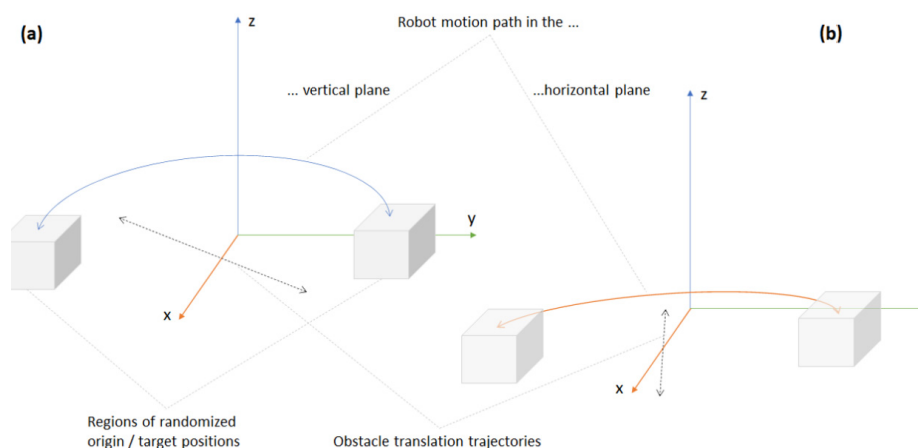 (a)
z
Robot motion path in the ...
(b)
... vertical plane
...horizontal plane
z
y
x
x
Regions of randomized
origin / target positions
Obstacle translation trajectories